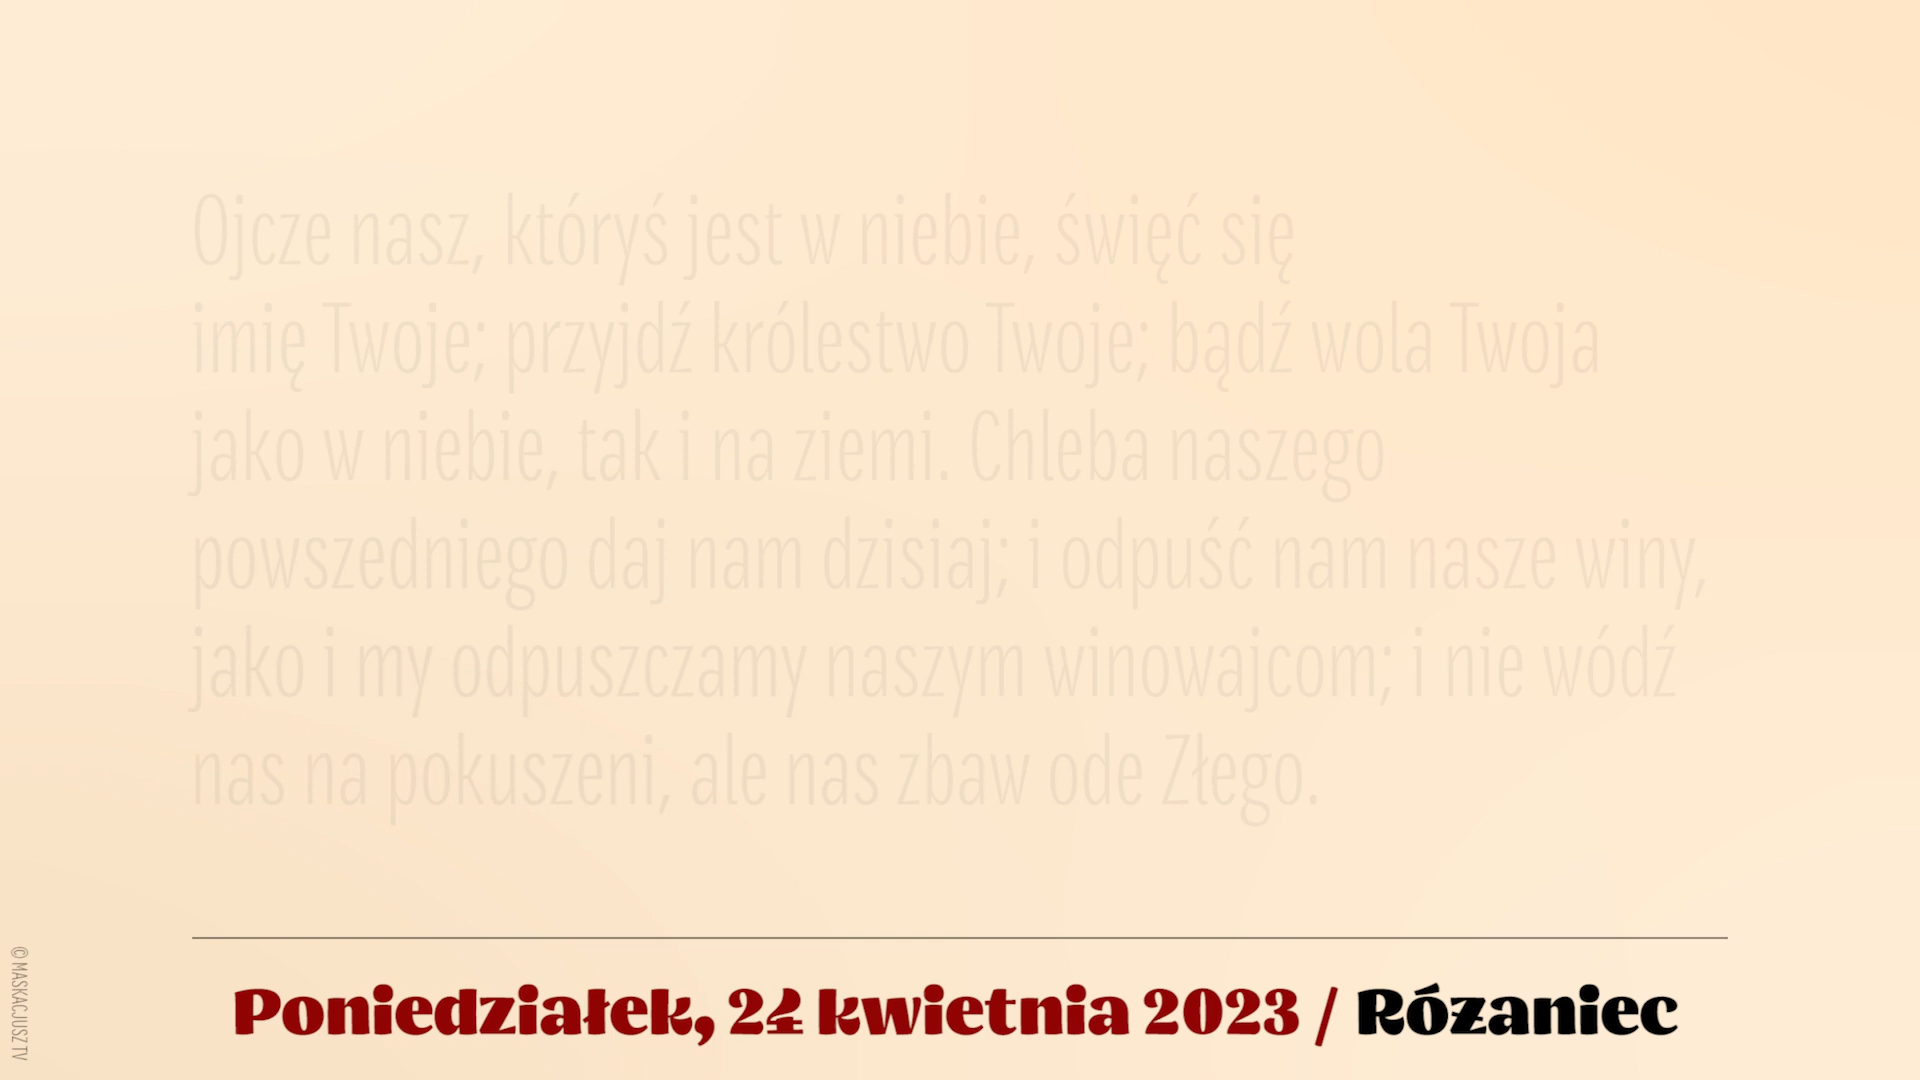 Ojcze nasz, któryś jest w niebie, święć się
imię Twoje; przyjdź królestwo Twoje; bądź wola Twoja
jako w niebie, tak i na ziemi. Chleba naszego
powszedniego daj nam dzisiaj; i odpuść nam nasze winy,
jako i my odpuszczamy naszym winowajcom; i nie wódź
nas na pokuszeni, ale nas zbaw ode Złego.
Poniedziałek, 24 kwietnia 2023 / Rózaniec
© MASKACJUSZ TV